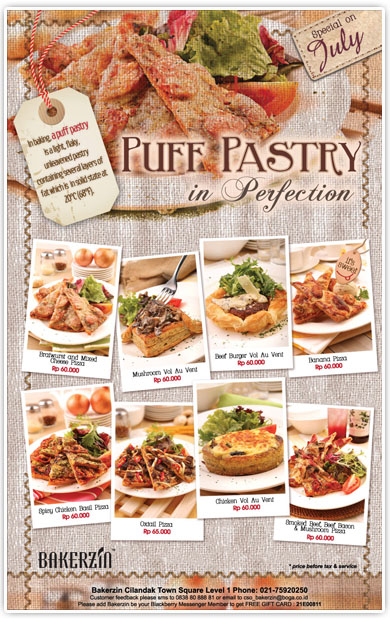 Special on
July
In baking, a puff pastry
is a light, flaky,
unleavened pastry
containing several layers of
fat which is in solid state at
20°C (68°F).
PUFF PASTRY
in Perfection
Bratwurst and Mixed
Cheese Pizza
Rp 60.000
Mushroom Vol Au Vent
Rp 60.000
Beef Burger Vol Au Vent
Rp 60.000
it's
sweet!
Banana Pizza
Rp 60.000
Spicy Chicken Basil Pizza
Rp 60.000
Oxtail Pizza
Rp 65.000
Chicken Vol Au Vent
Rp 60.000
Smoked Beef, Beef Bacon
& Mushroom Pizza
Rp 60.000
BAKERZIN
* price before tax & service
Bakerzin Cilandak Town Square Level 1 Phone: 021-75920250
Customer feedback please sms to 0838 80 888 81 or email to cso_bakerzin@boga.co.id
Please add Bakerzin be your Blackberry Messenger Member to get FREE GIFT CARD : 21E00811